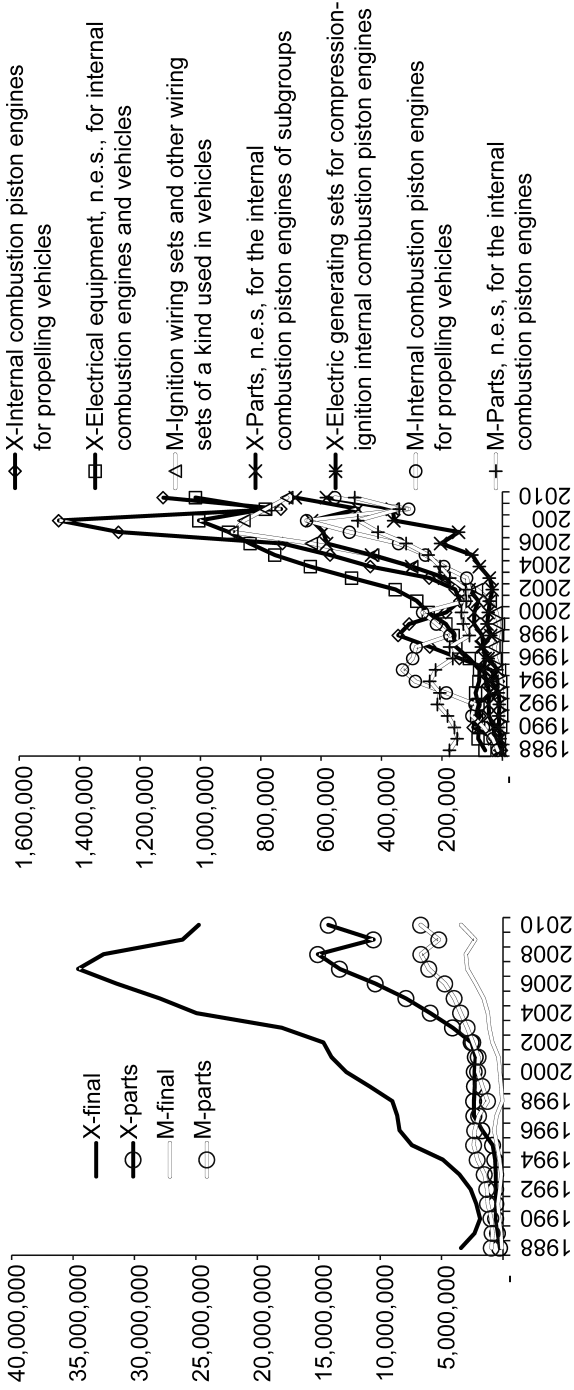 40,000,000
35,000,000
30,000,000
25,000,000
20,000,000
15,000,000
10,000,000
5,000,000
-
1988
1990
1992
1994
1996
1998
2000
2002
2004
2006
2008
2010
X-final
X-parts
M-final
M-parts
1,600,000
1,400,000
1,200,000
1,000,000
800,000
600,000
400,000
200,000
-
1988
1990
1992
1994
1996
1998
2000
2002
2004
2006
200
2010
X-Internal combustion piston engines
for propelling vehicles
X-Electrical equipment, n.e.s., for internal
combustion engines and vehicles
M-Ignition wiring sets and other wiring
sets of a kind used in vehicles
X-Parts, n.e.s, for the internal
combustion piston engines of subgroups
X-Electric generating sets for compression-
ignition internal combustion piston engines
M-Internal combustion piston engines
for propelling vehicles
M-Parts, n.e.s, for the internal
combustion piston engines